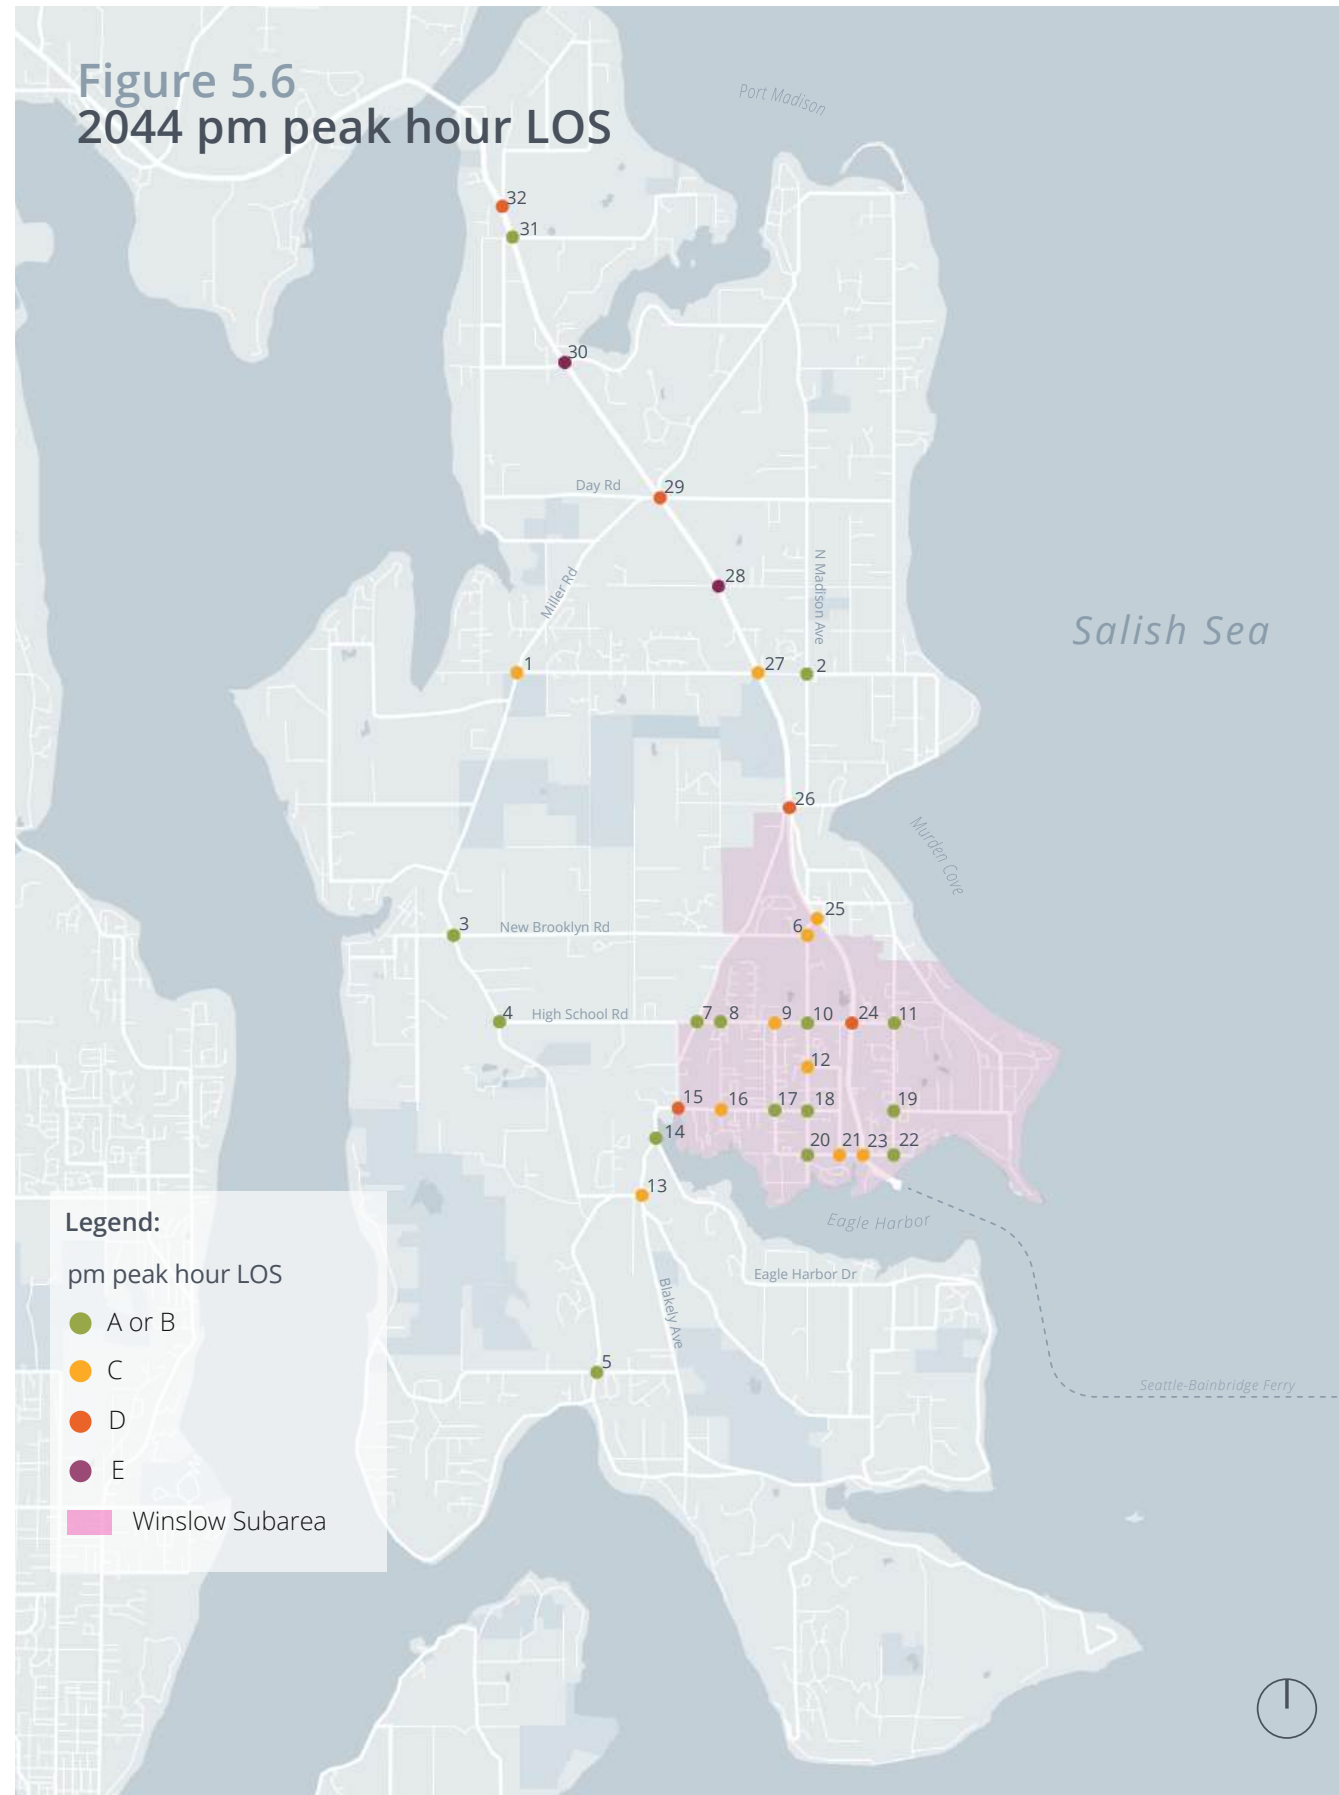 Figure 5.6
2044 pm peak hour LOS
Port Madison
32
31
30
Day Rd
29
N Madison Ave
Miller Rd
28
Salish Sea
1
27
2
26
Murden Cove
25
3
New Brooklyn Rd
6
4
High School Rd
7
8
9
10
24
11
12
15
16
17
18
19
14
20
21
23
22
13
Eagle Harbor
Eagle Harbor Dr
Blakely Ave
5
Seattle-Bainbridge Ferry
Legend:
pm peak hour LOS
A or B
C
D
E
Winslow Subarea